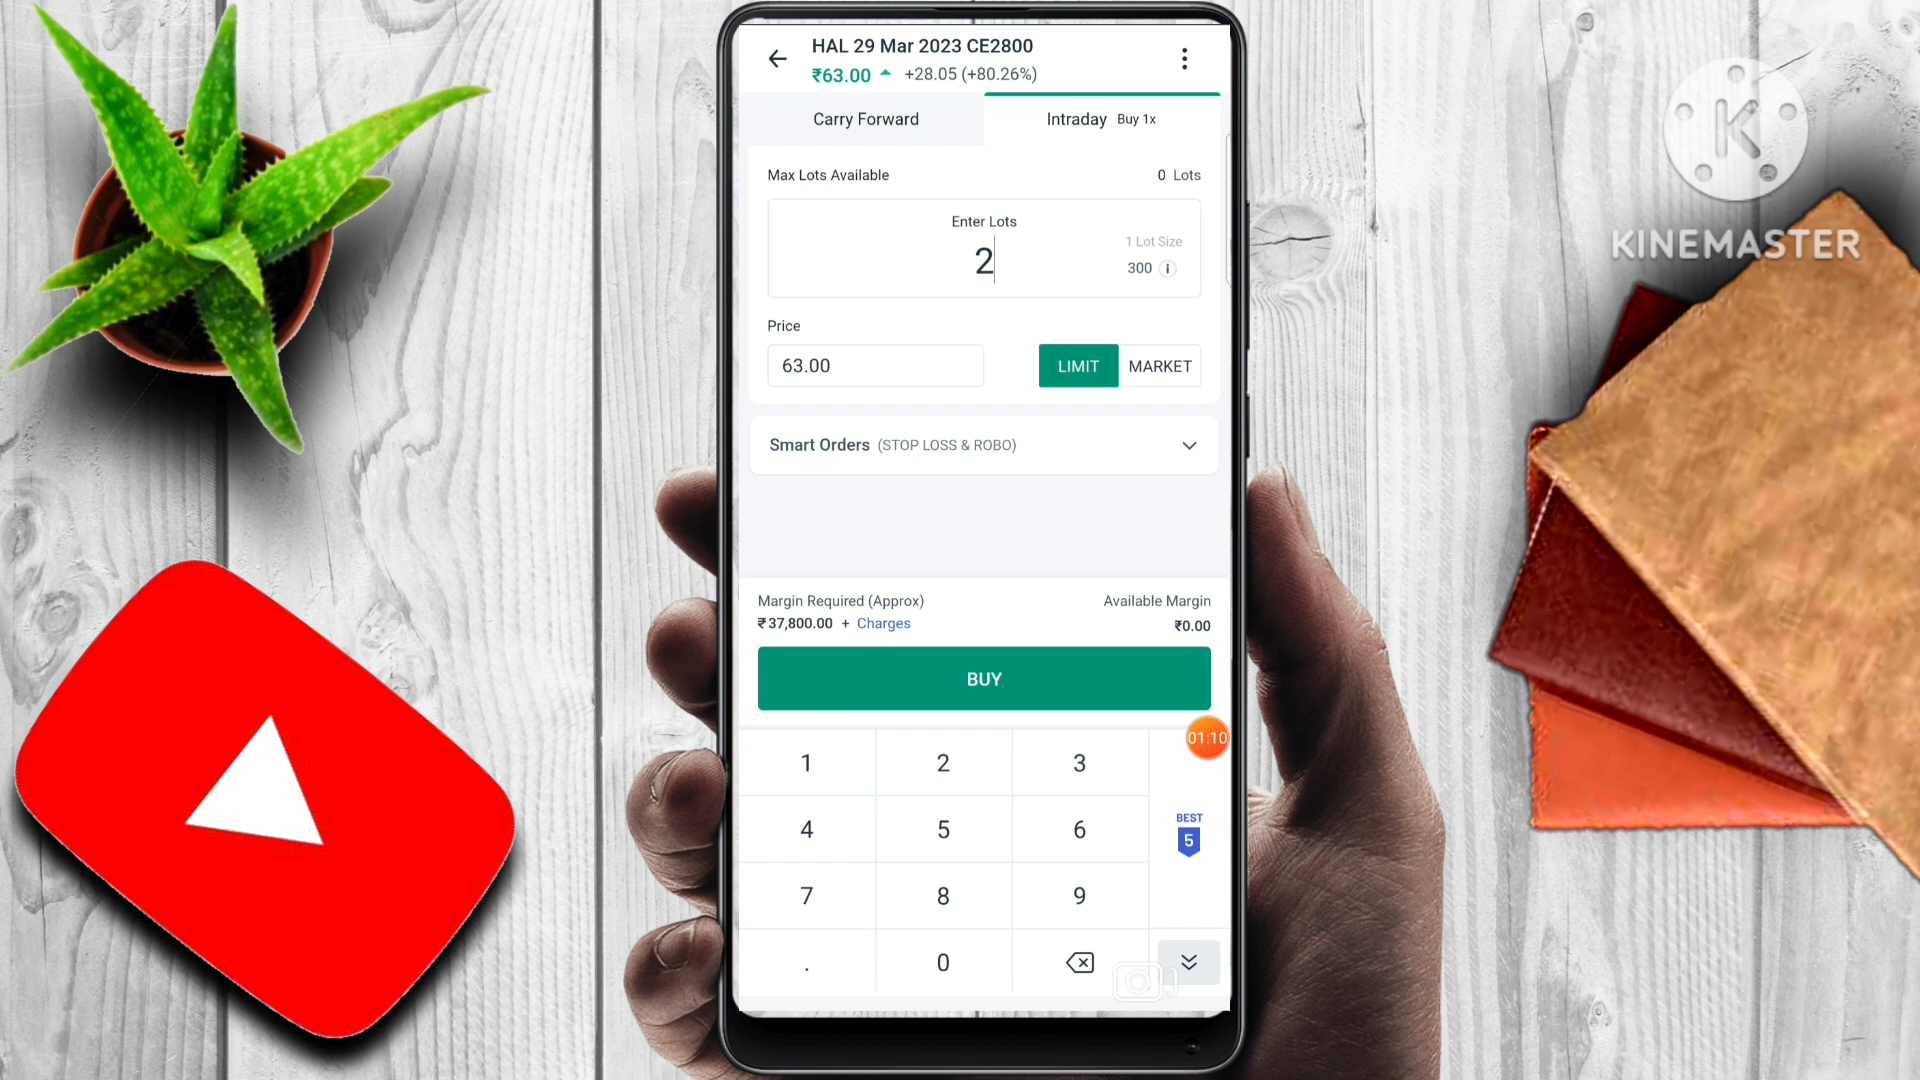 HAL 29 Mar 2023 CE2800
₹63.00 +28.05 (+80.26%)
Carry Forward
Intraday Buy 1x
Max Lots Available
0 Lots
Enter Lots
2
1 Lot Size
300
Price
63.00
LIMIT
MARKET
Smart Orders (STOP LOSS & ROBO)
Margin Required (Approx)
₹37,800.00 + Charges
Available Margin
₹0.00
BUY
01:10
1 2 3
4 5 6
7 8 9
. 0
BEST
5
K
KINEMASTER